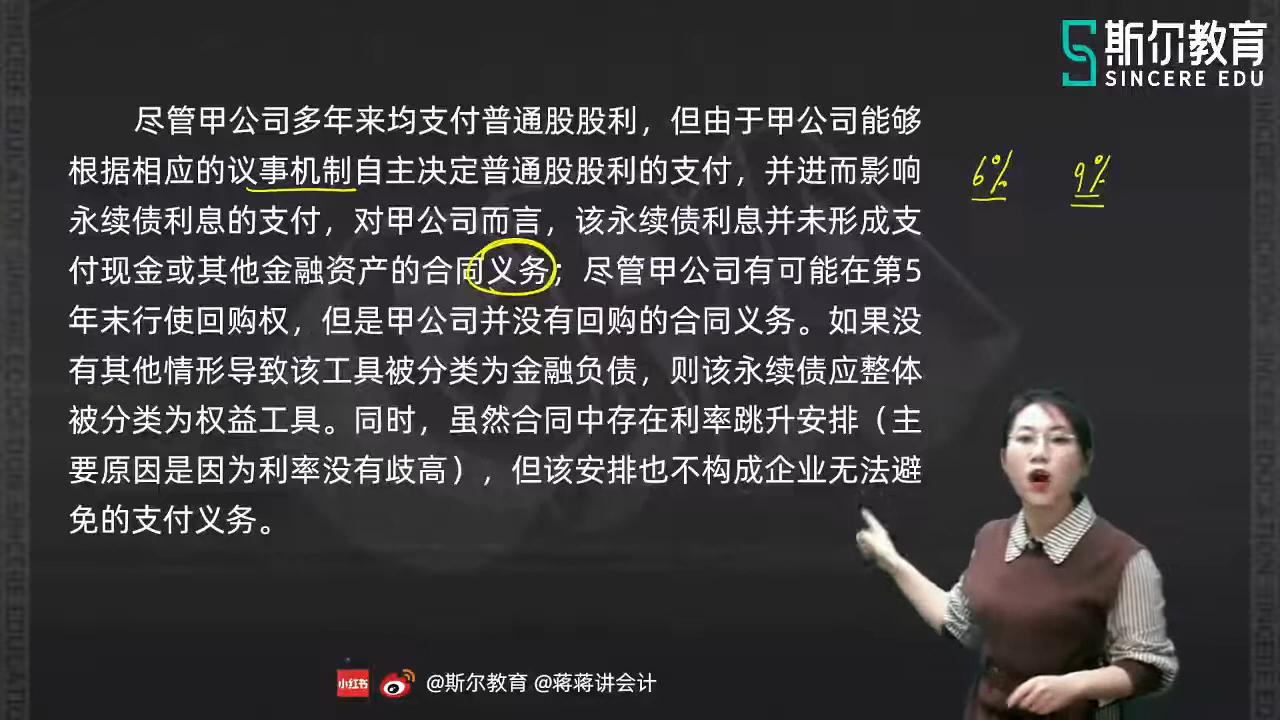 斯尔教育
SINCERE EDU
尽管甲公司多年来均支付普通股股利，但由于甲公司能够
根据相应的议事机制自主决定普通股股利的支付，并进而影响
永续债利息的支付，对甲公司而言，该永续债利息并未形成支
付现金或其他金融资产的合同义务；尽管甲公司有可能在第5
年末行使回购权，但是甲公司并没有回购的合同义务。如果没
有其他情形导致该工具被分类为金融负债，则该永续债应整体
被分类为权益工具。同时，虽然合同中存在利率跳升安排（主
要原因是因为利率没有歧高），但该安排也不构成企业无法避
免的支付义务。
6% 9%
小红书 @斯尔教育 @蒋蒋讲会计